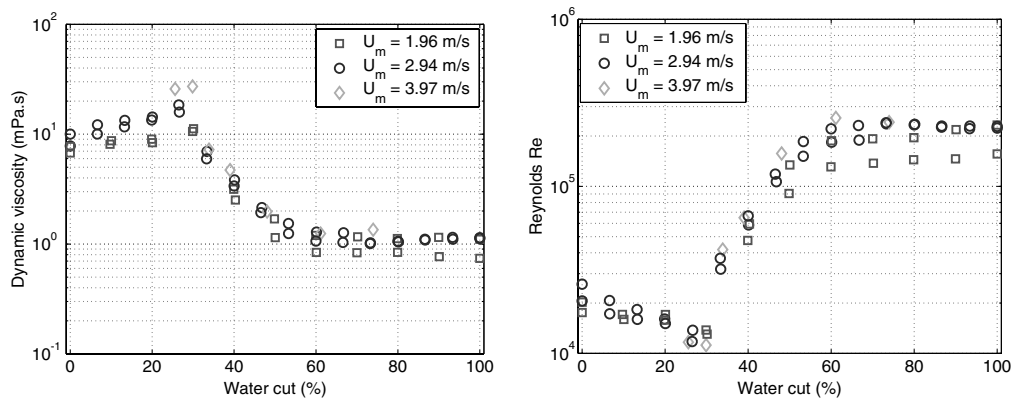 10^2
10^1
10^0
10^-1
Dynamic viscosity (mPa.s)
0 20 40 60 80 100
Water cut (%)
U_m = 1.96 m/s
U_m = 2.94 m/s
U_m = 3.97 m/s
10^6
10^5
10^4
Reynolds Re
0 20 40 60 80 100
Water cut (%)
U_m = 1.96 m/s
U_m = 2.94 m/s
U_m = 3.97 m/s